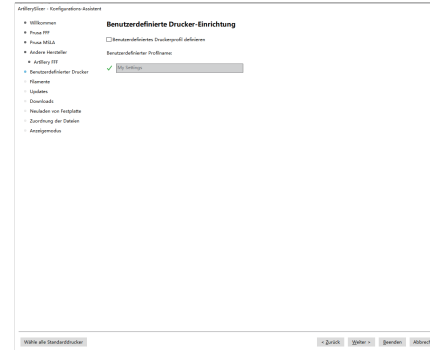 ArtillerySlicer - Konfigurations-Assistent
Willkommen
Prusa FFF
Prusa MSLA
Andere Hersteller
Artillery FFF
Benutzerdefinierter Drucker
Filamente
Updates
Downloads
Neuladen von Festplatte
Zuordnung der Dateien
Anzeigemodus
Benutzerdefinierte Drucker-Einrichtung
Benutzerdefiniertes Druckerprofil definieren
Benutzerdefinierter Profilname:
My Settings
Wähle alle Standarddrucker
< Zurück
Weiter >
Beenden
Abbrech